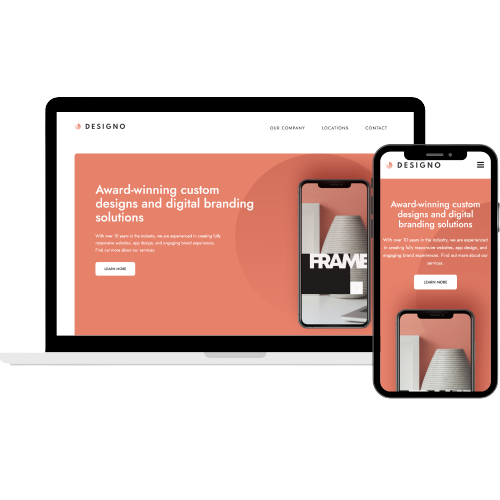 DESIGNO
OUR COMPANY LOCATIONS CONTACT
Award-winning custom
designs and digital branding
solutions
With over 10 years in the industry, we are experienced in creating fully
responsive websites, app design, and engaging brand experiences.
Find out more about our services.
LEARN MORE
FRAME
DESIGNO
Award-winning custom
designs and digital
branding solutions
With over 10 years in the industry, we are experienced
in creating fully responsive websites, app design, and
engaging brand experiences. Find out more about our
services.
LEARN MORE